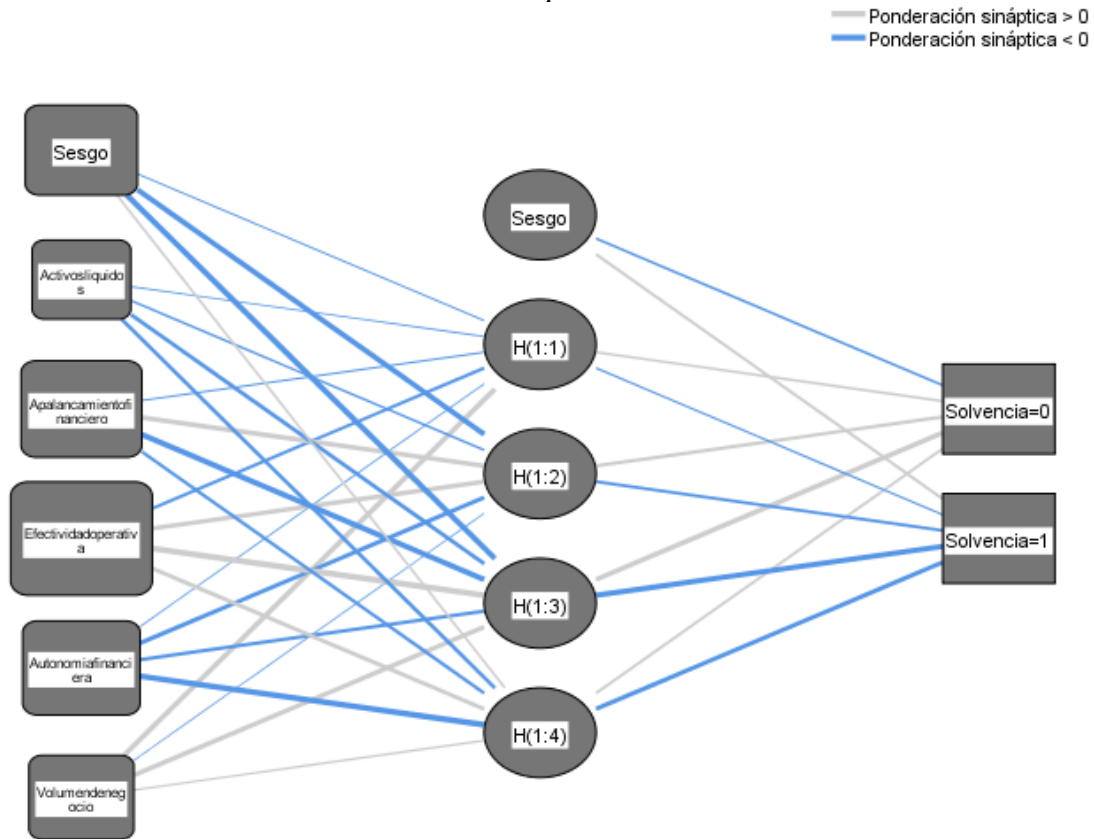 Ponderación sináptica > 0
Ponderación sináptica < 0
Sesgo
Activosliquido
s
Apalancamientofi
nanciero
Efectividadoperativ
a
Autonomiafinanci
era
Volumendeneg
ocio
Sesgo
H(1:1)
H(1:2)
H(1:3)
H(1:4)
Solvencia=0
Solvencia=1